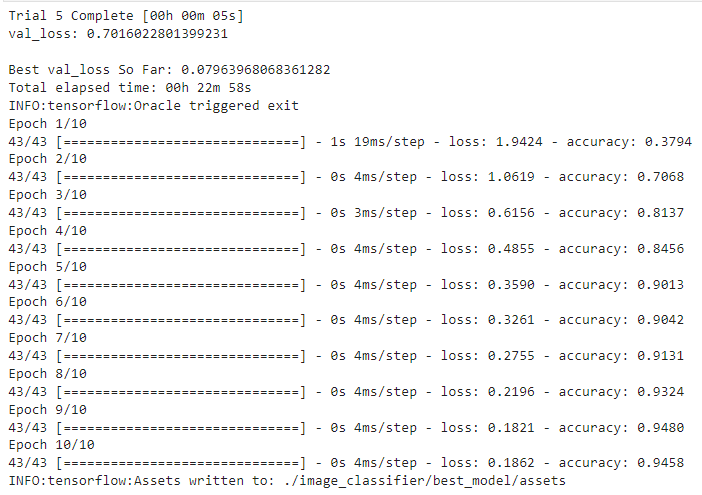 Trial 5 Complete [00h 00m 05s]
val_loss: 0.7016022801399231

Best val_loss So Far: 0.07963968068361282
Total elapsed time: 00h 22m 58s
INFO:tensorflow:Oracle triggered exit
Epoch 1/10
43/43 [==============================] - 1s 19ms/step - loss: 1.9424 - accuracy: 0.3794
Epoch 2/10
43/43 [==============================] - 0s 4ms/step - loss: 1.0619 - accuracy: 0.7068
Epoch 3/10
43/43 [==============================] - 0s 3ms/step - loss: 0.6156 - accuracy: 0.8137
Epoch 4/10
43/43 [==============================] - 0s 4ms/step - loss: 0.4855 - accuracy: 0.8456
Epoch 5/10
43/43 [==============================] - 0s 4ms/step - loss: 0.3590 - accuracy: 0.9013
Epoch 6/10
43/43 [==============================] - 0s 4ms/step - loss: 0.3261 - accuracy: 0.9042
Epoch 7/10
43/43 [==============================] - 0s 4ms/step - loss: 0.2755 - accuracy: 0.9131
Epoch 8/10
43/43 [==============================] - 0s 4ms/step - loss: 0.2196 - accuracy: 0.9324
Epoch 9/10
43/43 [==============================] - 0s 4ms/step - loss: 0.1821 - accuracy: 0.9480
Epoch 10/10
43/43 [==============================] - 0s 4ms/step - loss: 0.1862 - accuracy: 0.9458
INFO:tensorflow:Assets written to: ./image_classifier/best_model/assets